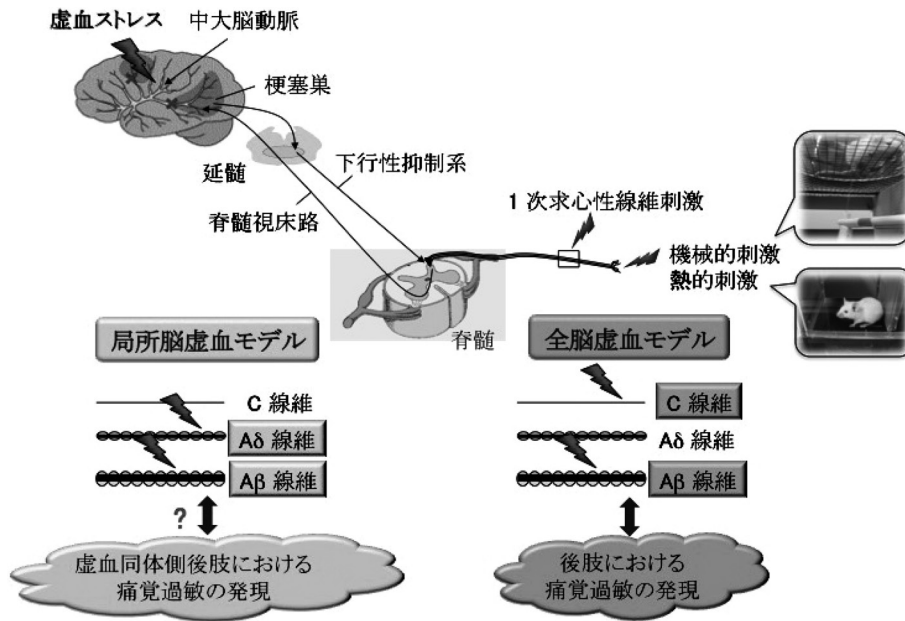 虚血ストレス
中大脳動脈
梗塞巣
延髄
下行性抑制系
脊髄視床路
1 次求心性線維刺激
機械的刺激
熱的刺激
脊髄
局所脳虚血モデル
C 線維
Aδ 線維
Aβ 線維
?
虚血同体側後肢における
痛覚過敏の発現
全脳虚血モデル
C 線維
Aδ 線維
Aβ 線維
後肢における
痛覚過敏の発現